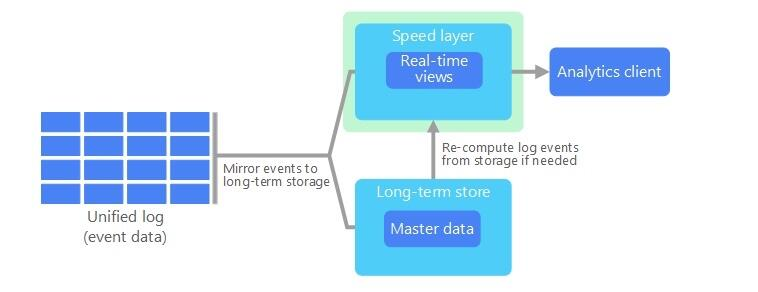 Speed layer
Real-time
views
Analytics client
Re-compute log events
from storage if needed
Mirror events to
long-term storage
Long-term store
Master data
Unified log
(event data)